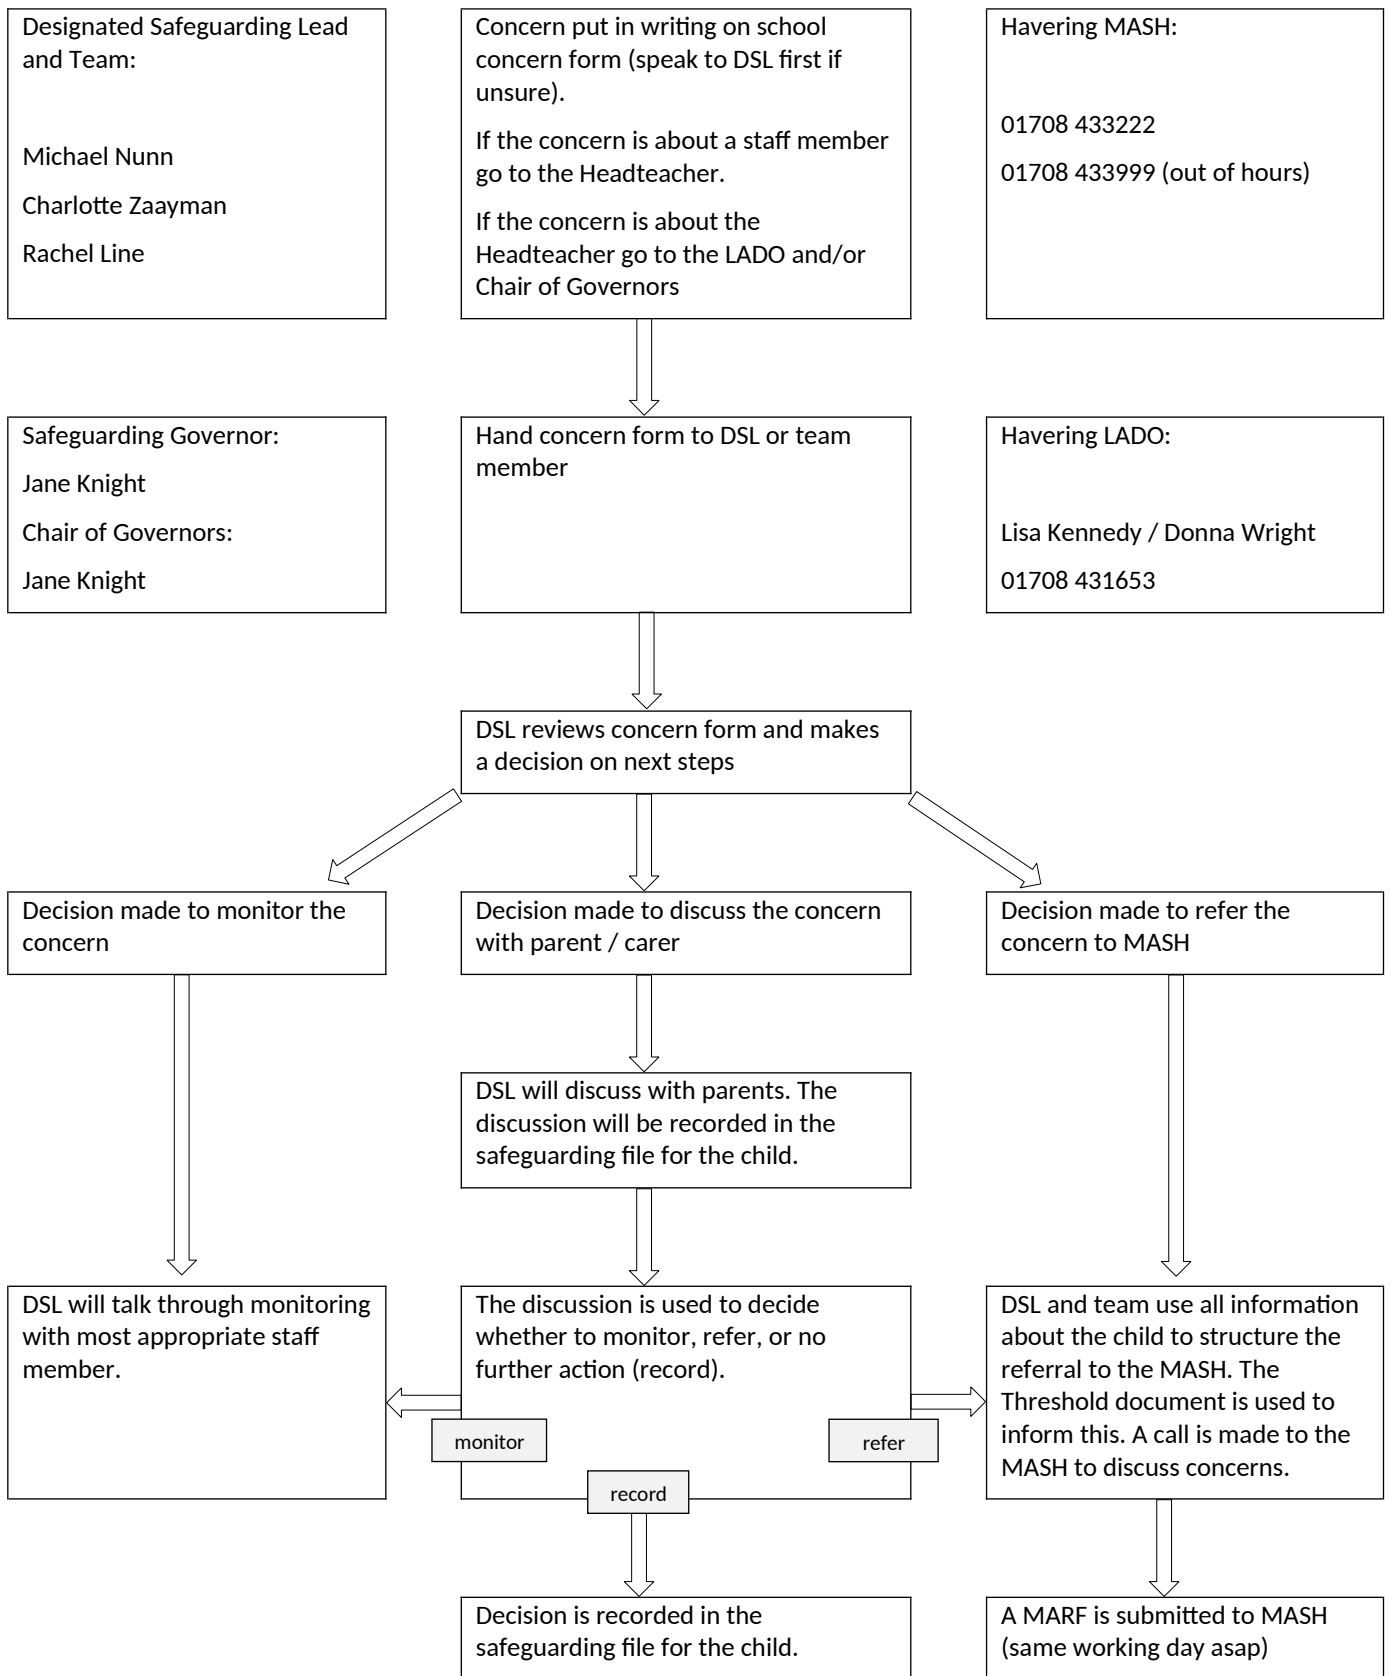 Designated Safeguarding Lead
and Team:
Michael Nunn
Charlotte Zaayman
Rachel Line
Concern put in writing on school
concern form (speak to DSL first if
unsure).
If the concern is about a staff member
go to the Headteacher.
If the concern is about the
Headteacher go to the LADO and/or
Chair of Governors
Havering MASH:
01708 433222
01708 433999 (out of hours)
Safeguarding Governor:
Jane Knight
Chair of Governors:
Jane Knight
Hand concern form to DSL or team
member
Havering LADO:
Lisa Kennedy / Donna Wright
01708 431653
DSL reviews concern form and makes
a decision on next steps
Decision made to monitor the
concern
Decision made to discuss the concern
with parent / carer
Decision made to refer the
concern to MASH
DSL will discuss with parents. The
discussion will be recorded in the
safeguarding file for the child.
DSL will talk through monitoring
with most appropriate staff
member.
The discussion is used to decide
whether to monitor, refer, or no
further action (record).
monitor
refer
record
DSL and team use all information
about the child to structure the
referral to the MASH. The
Threshold document is used to
inform this. A call is made to the
MASH to discuss concerns.
Decision is recorded in the
safeguarding file for the child.
A MARF is submitted to MASH
(same working day asap)